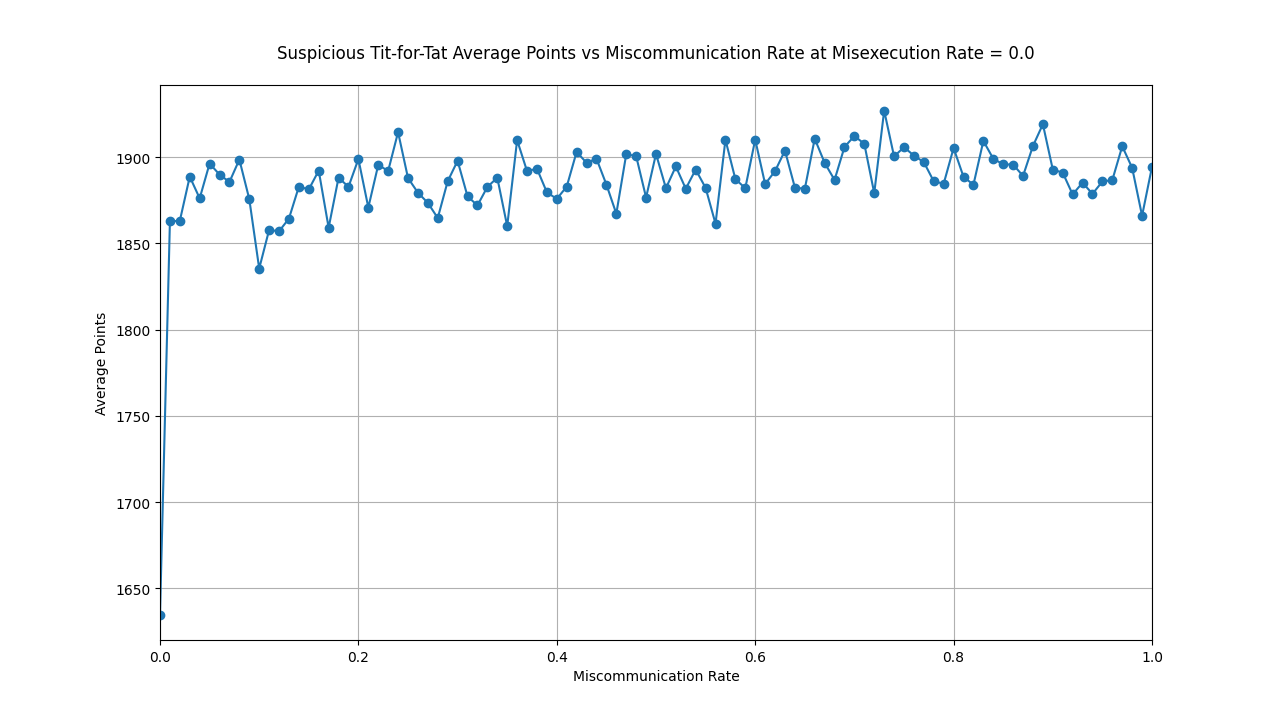 Suspicious Tit-for-Tat Average Points vs Miscommunication Rate at Misexecution Rate = 0.0
1900
1850
1800
1750
1700
1650
Average Points
0.0 0.2 0.4 0.6 0.8 1.0
Miscommunication Rate